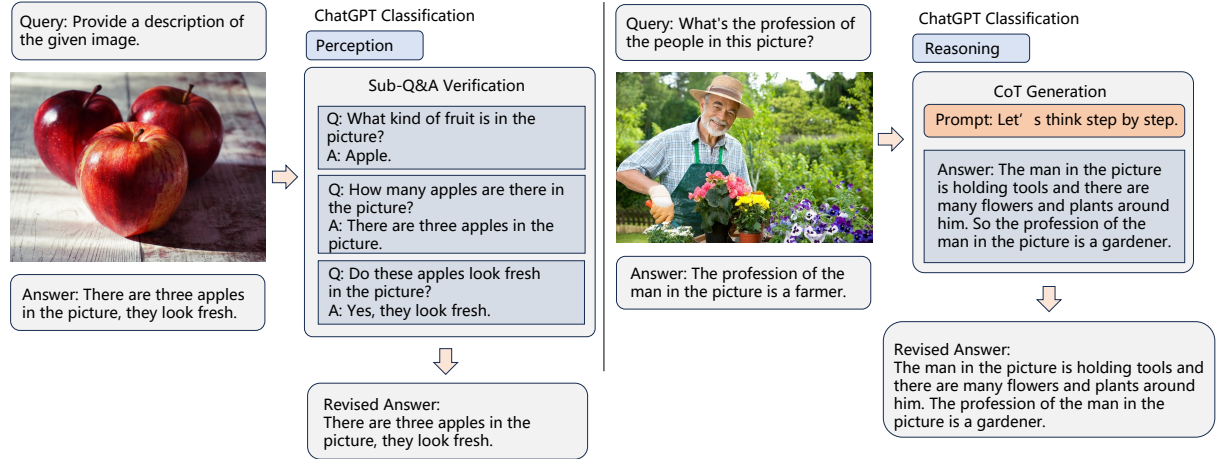 Query: Provide a description of
the given image.
Answer: There are three apples
in the picture, they look fresh.
ChatGPT Classification
Perception
Sub-Q&A Verification
Q: What kind of fruit is in the
picture?
A: Apple.
Q: How many apples are there in
the picture?
A: There are three apples in the
picture.
Q: Do these apples look fresh
in the picture?
A: Yes, they look fresh.
Revised Answer:
There are three apples in the
picture, they look fresh.
Query: What's the profession of
the people in this picture?
Answer: The profession of the
man in the picture is a farmer.
ChatGPT Classification
Reasoning
CoT Generation
Prompt: Let’s think step by step.
Answer: The man in the picture
is holding tools and there are
many flowers and plants around
him. So the profession of the
man in the picture is a gardener.
Revised Answer:
The man in the picture is holding tools and
there are many flowers and plants around
him. The profession of the man in the
picture is a gardener.